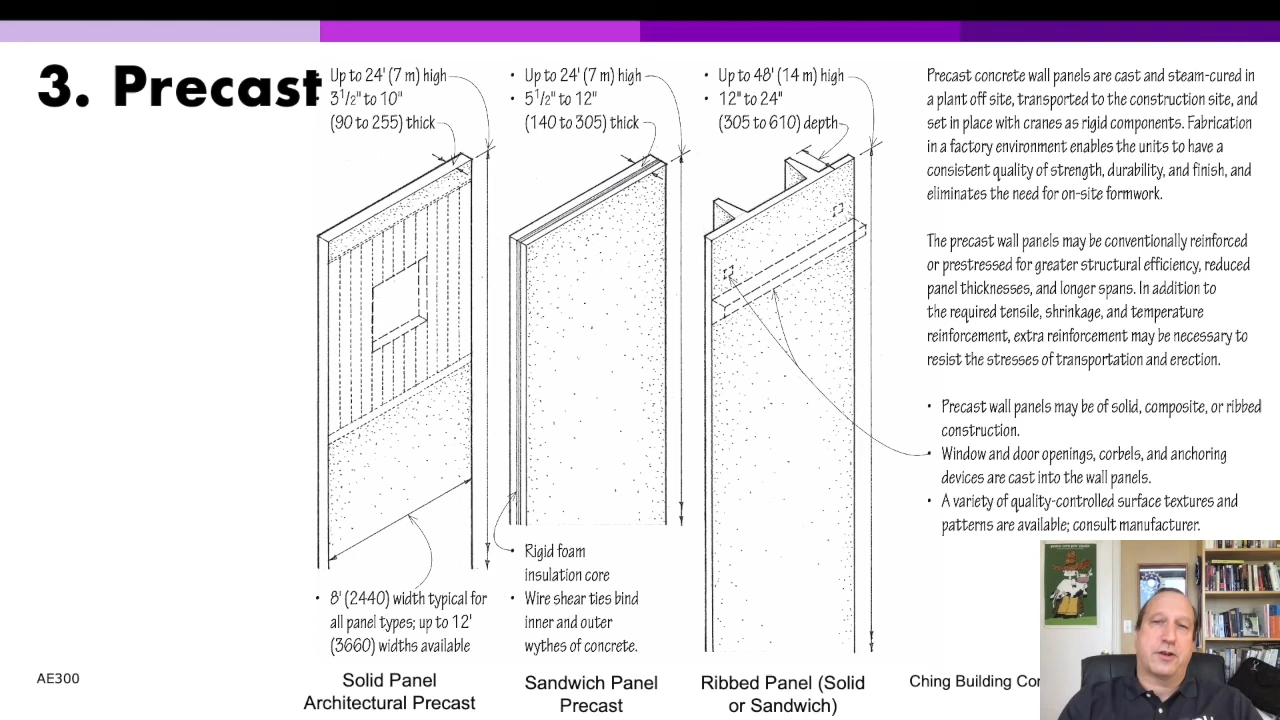 3. Precast
Up to 24' (7 m) high
3 1/2" to 10"
(90 to 255) thick
• Up to 24' (7 m) high
• 5 1/2" to 12"
(140 to 305) thick
• Up to 48' (14 m) high
• 12" to 24"
(305 to 610) depth
Precast concrete wall panels are cast and steam-cured in
a plant off site, transported to the construction site, and
set in place with cranes as rigid components. Fabrication
in a factory environment enables the units to have a
consistent quality of strength, durability, and finish, and
eliminates the need for on-site formwork.
The precast wall panels may be conventionally reinforced
or prestressed for greater structural efficiency, reduced
panel thicknesses, and longer spans. In addition to
the required tensile, shrinkage, and temperature
reinforcement, extra reinforcement may be necessary to
resist the stresses of transportation and erection.
• Precast wall panels may be of solid, composite, or ribbed
construction.
• Window and door openings, corbels, and anchoring
devices are cast into the wall panels.
• A variety of quality-controlled surface textures and
patterns are available; consult manufacturer.
• 8' (2440) width typical for
all panel types; up to 12'
(3660) widths available
• Rigid foam
insulation core
• Wire shear ties bind
inner and outer
wythes of concrete.
AE300
Solid Panel
Architectural Precast
Sandwich Panel
Precast
Ribbed Panel (Solid
or Sandwich)
Ching Building Con